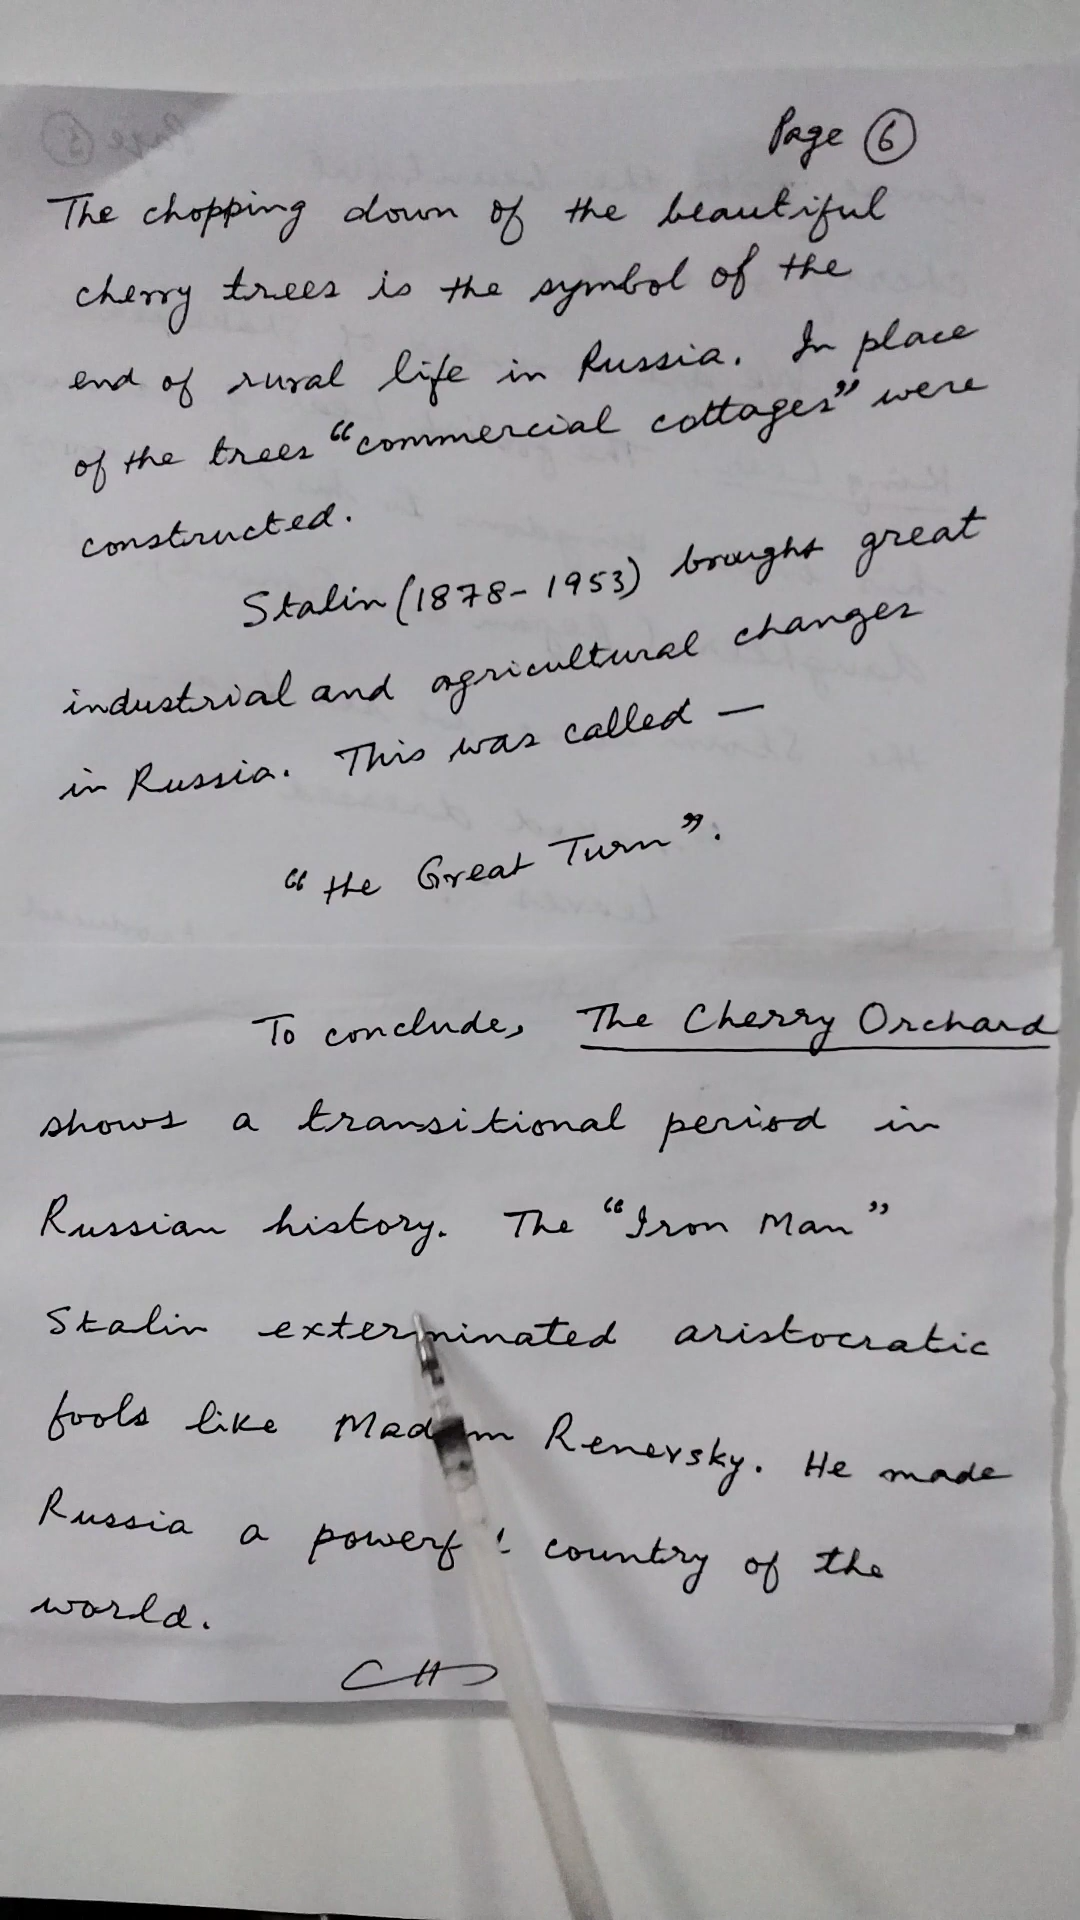 Page 6
The chopping down of the beautiful
cherry trees is the symbol of the
end of rural life in Russia. In place
of the trees "commercial cottages" were
constructed.
Stalin (1878-1953) brought great
industrial and agricultural changes
in Russia. This was called —
"the Great Turn".
To conclude, The Cherry Orchard
shows a transitional period in
Russian history. The "Iron Man"
Stalin exterminated aristocratic
fools like Madam Renevsky. He made
Russia a powerful country of the
world.